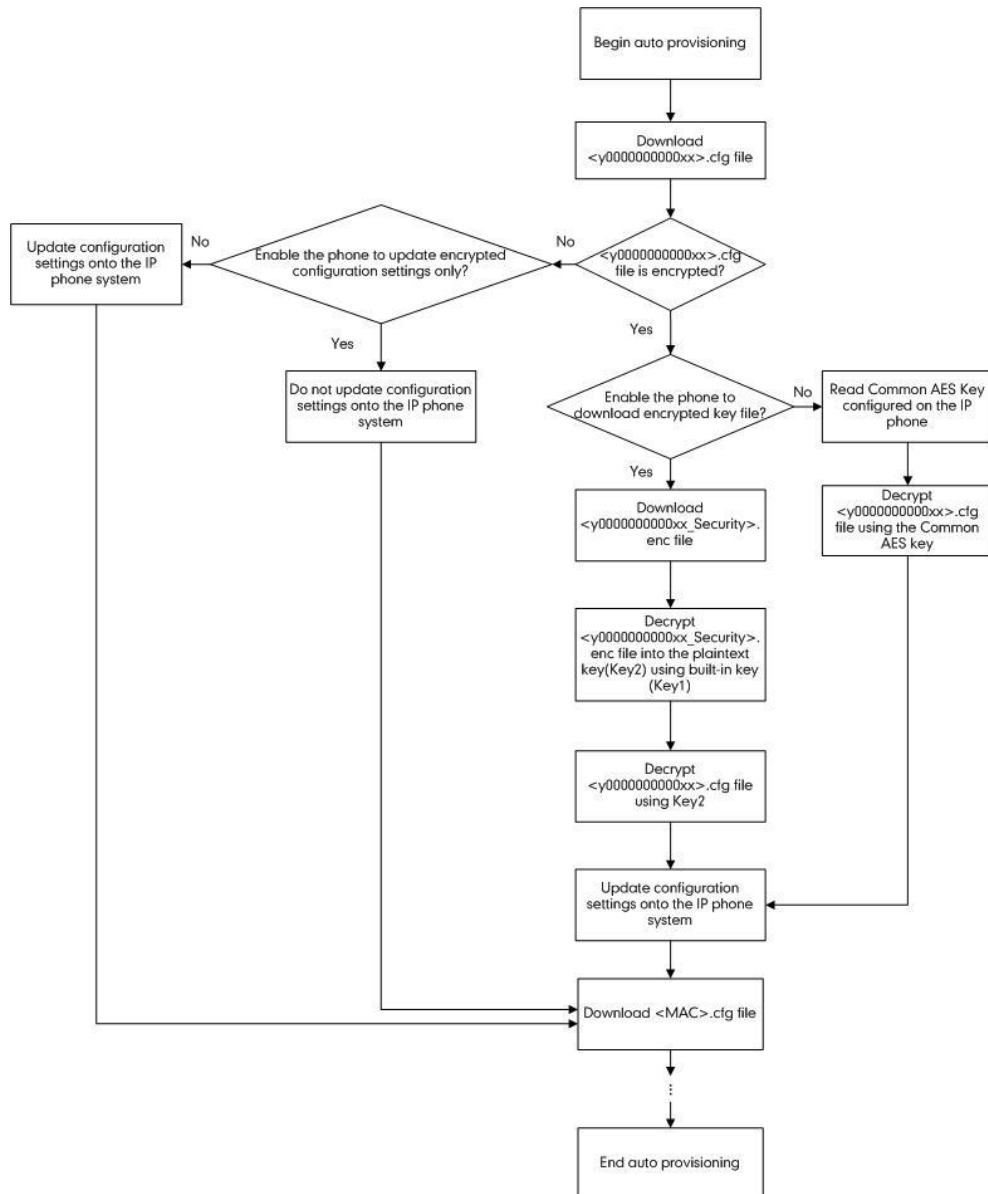 Begin auto provisioning
Download
<y0000000000xx>.cfg file
<y0000000000xx>.cfg
file is encrypted?
No
Enable the phone to update encrypted
configuration settings only?
No
Update configuration
settings onto the IP
phone system
Yes
Do not update configuration
settings onto the IP phone
system
Yes
Enable the phone to
download encrypted key file?
No
Read Common AES Key
configured on the IP
phone
Decrypt
<y0000000000xx>.cfg
file using the Common
AES key
Yes
Download
<y0000000000xx_Security>.
enc file
Decrypt
<y0000000000xx_Security>.
enc file into the plaintext
key(Key2) using built-in key
(Key1)
Decrypt
<y0000000000xx>.cfg file
using Key2
Update configuration
settings onto the IP phone
system
Download <MAC>.cfg file
...
End auto provisioning